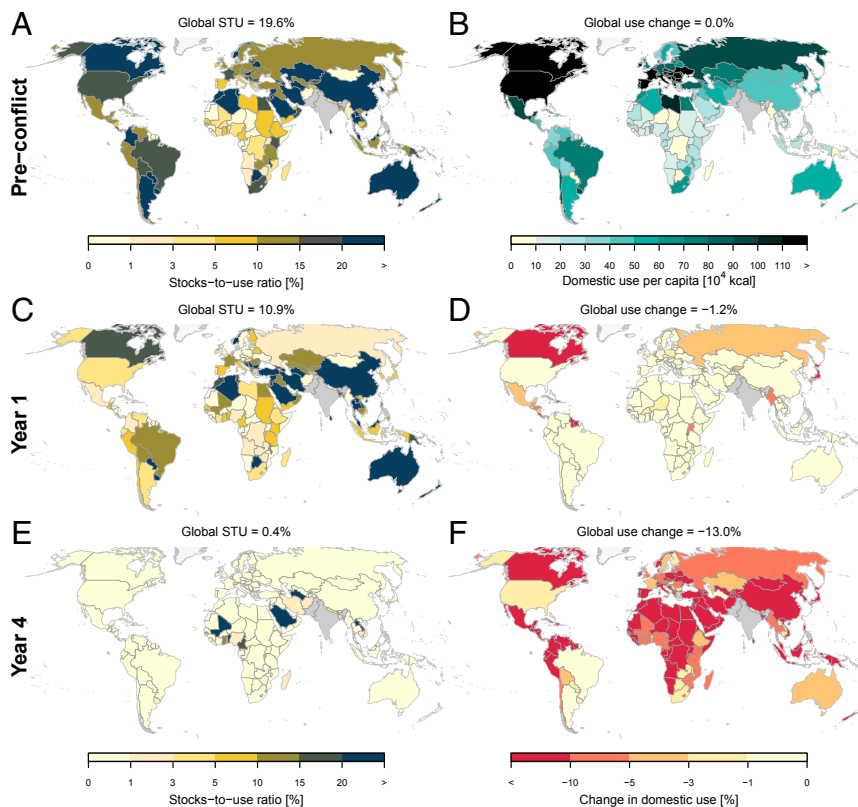 A
Global STU = 19.6%
B
Global use change = 0.0%
Pre−conflict
0 1 3 5 10 15 20 >
Stocks−to−use ratio [%]
0 10 20 30 40 50 60 70 80 90 100 110 >
Domestic use per capita [10⁴ kcal]
C
Global STU = 10.9%
D
Global use change = −1.2%
Year 1
E
Global STU = 0.4%
F
Global use change = −13.0%
Year 4
0 1 3 5 10 15 20 >
Stocks−to−use ratio [%]
< −10 −5 −3 −1 0
Change in domestic use [%]